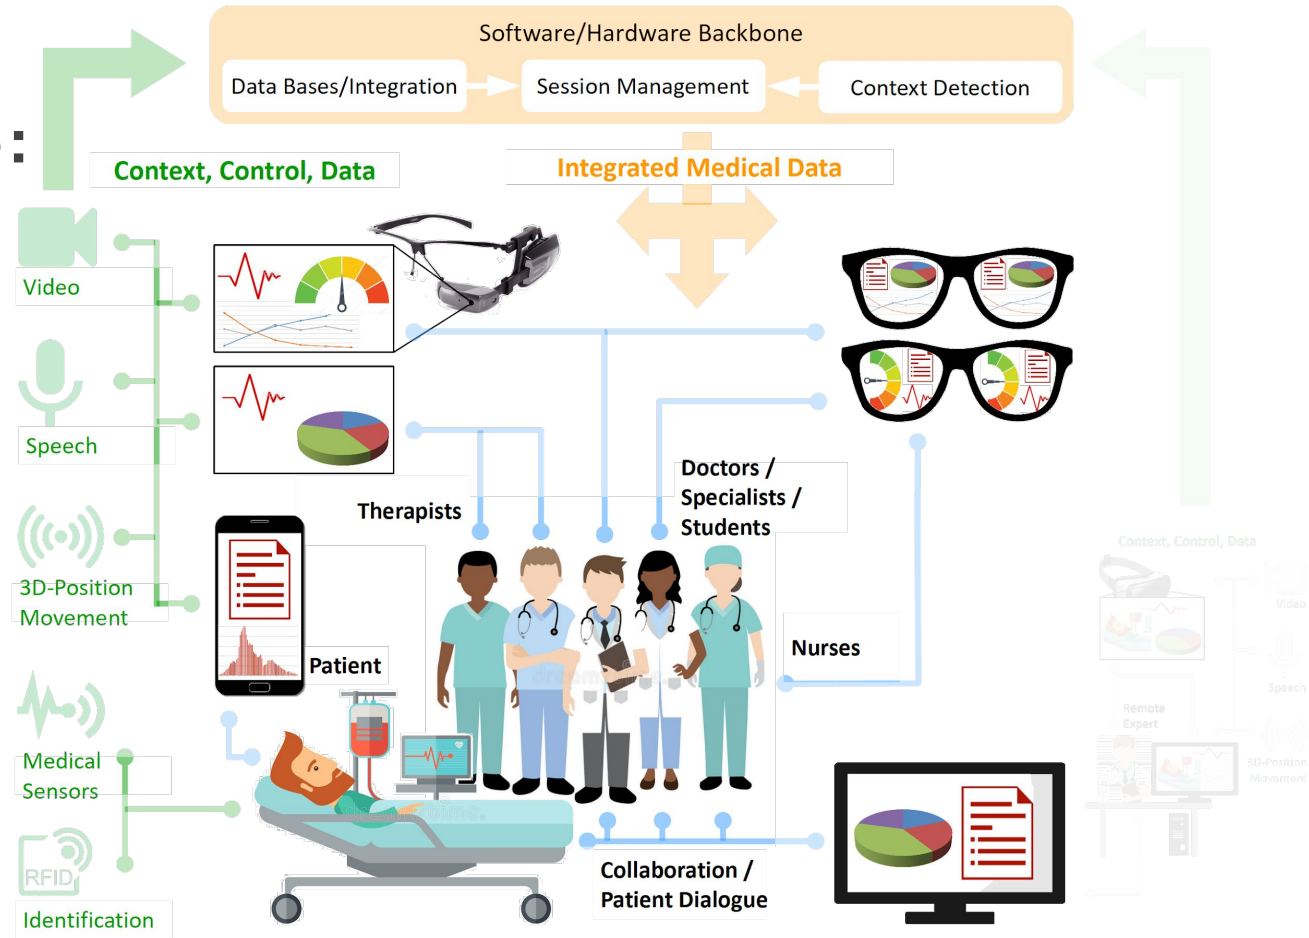 Software/Hardware Backbone
Data Bases/Integration
Session Management
Context Detection
:
Context, Control, Data
Integrated Medical Data
Video
Speech
3D-Position
Movement
Medical
Sensors
RFID
Identification
Therapists
Doctors /
Specialists /
Students
Patient
Nurses
Collaboration /
Patient Dialogue
Context, Control, Data
Video
Speech
Remote
Expert
3D-Position
Movement